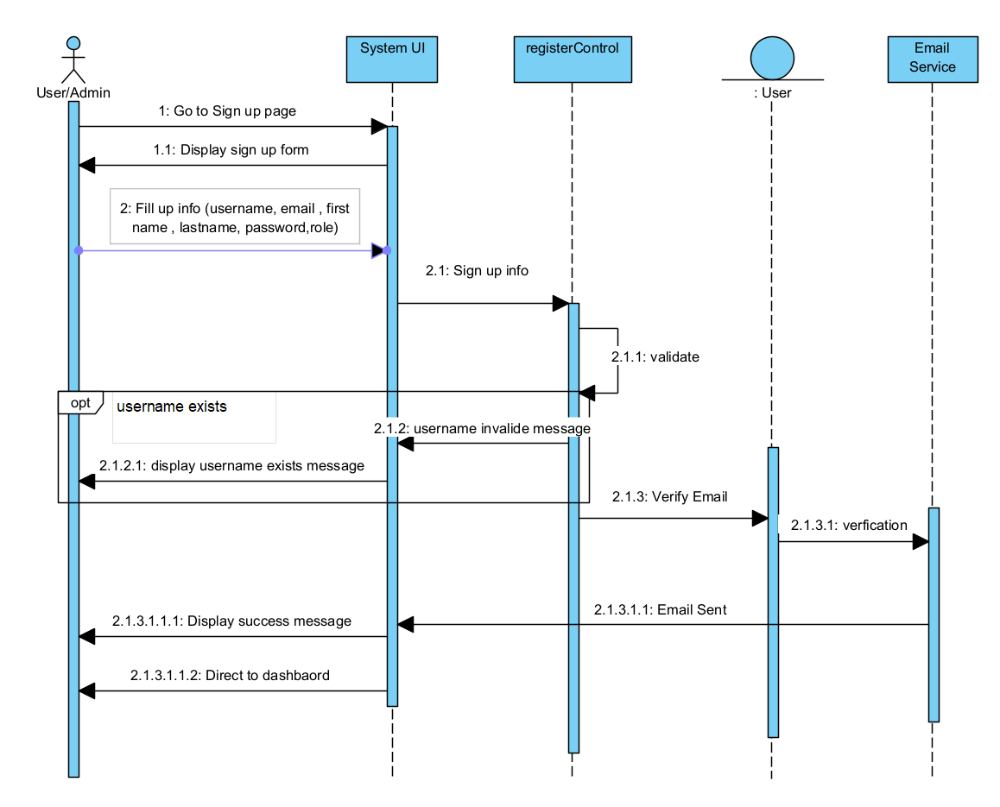 System UI
registerControl
Email
Service
User/Admin
: User
1: Go to Sign up page
1.1: Display sign up form
2: Fill up info (username, email , first
name , lastname, password,role)
2.1: Sign up info
2.1.1: validate
opt
username exists
2.1.2: username invalide message
2.1.2.1: display username exists message
2.1.3: Verify Email
2.1.3.1: verfication
2.1.3.1.1: Email Sent
2.1.3.1.1.1: Display success message
2.1.3.1.1.2: Direct to dashbaord